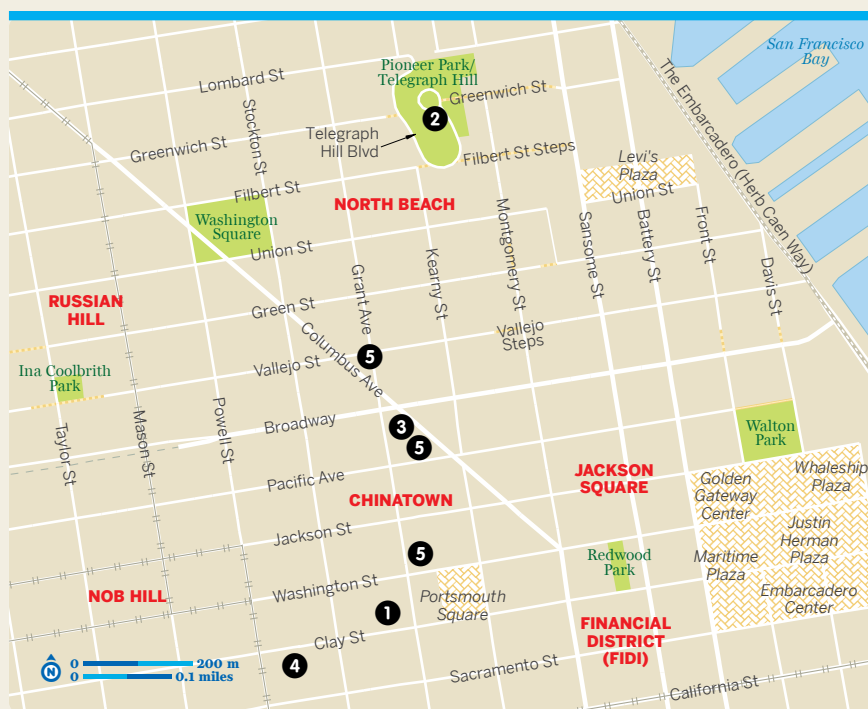 San Francisco
Bay
Pioneer Park/
Telegraph Hill
Lombard St
Greenwich St
The Embarcadero (Herb Caen Way)
Stockton St
2
Telegraph
Hill Blvd
Greenwich St
Filbert St Steps
Levi's
Plaza
Filbert St
Union St
NORTH BEACH
Washington
Square
Union St
Grant Ave
Kearny St
Montgomery St
Sansome St
Battery St
Front St
Davis St
RUSSIAN
HILL
Green St
Columbus Ave
Vallejo
Steps
5
Vallejo St
Ina Coolbrith
Park
Taylor St
Mason St
Powell St
Broadway
3
5
Walton
Park
Pacific Ave
JACKSON
SQUARE
Golden
Gateway
Center
Whaleship
Plaza
CHINATOWN
Jackson St
Justin
Herman
Plaza
5
Redwood
Park
Maritime
Plaza
NOB HILL
Washington St
Portsmouth
Square
Embarcadero
Center
1
FINANCIAL
DISTRICT
(FIDI)
Clay St
4
Sacramento St
California St
N
0 200 m
0 0.1 miles